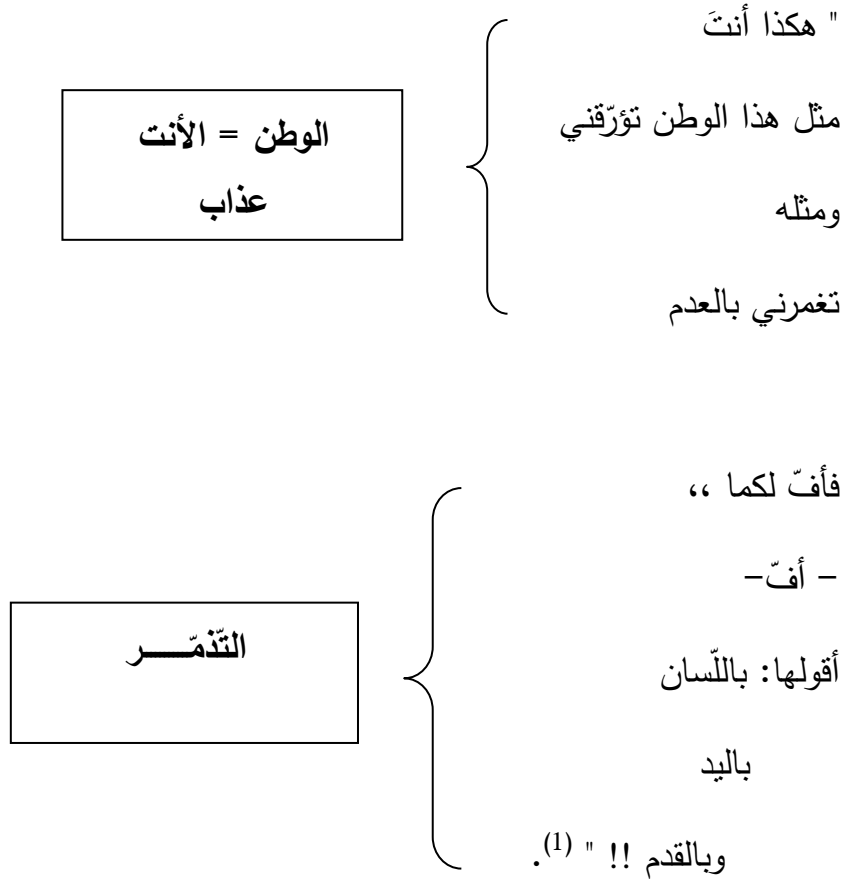 " هكذا أنتَ
مثل هذا الوطن تؤرّقني
ومثله
تغمرني بالعدم
الوطن = الأنت
عذاب
فأفّ لكما ،،
– أفّ–
أقولها: باللّسان
باليد
وبالقدم !! " (1).
التّذمّـــــر